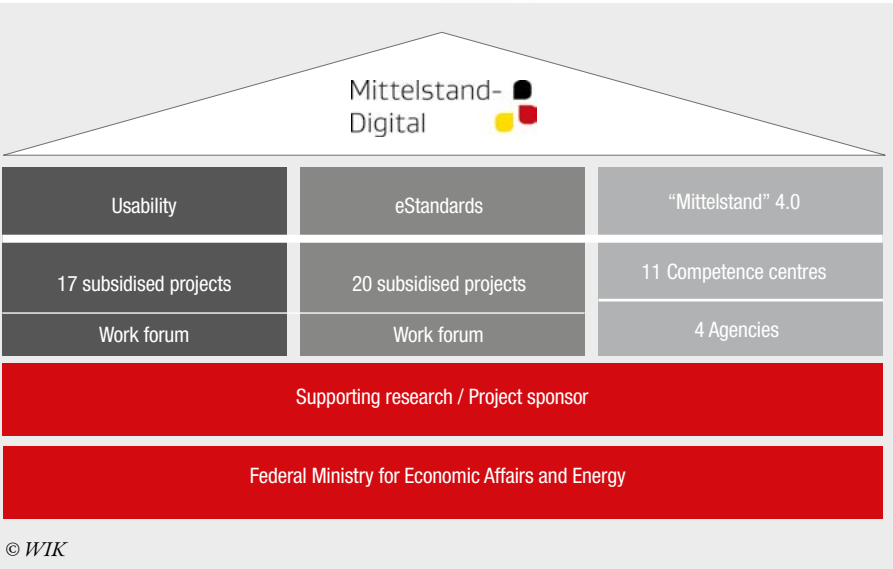 Mittelstand-
Digital
Usability
eStandards
“Mittelstand” 4.0
17 subsidised projects
20 subsidised projects
11 Competence centres
Work forum
Work forum
4 Agencies
Supporting research / Project sponsor
Federal Ministry for Economic Affairs and Energy
© WIK